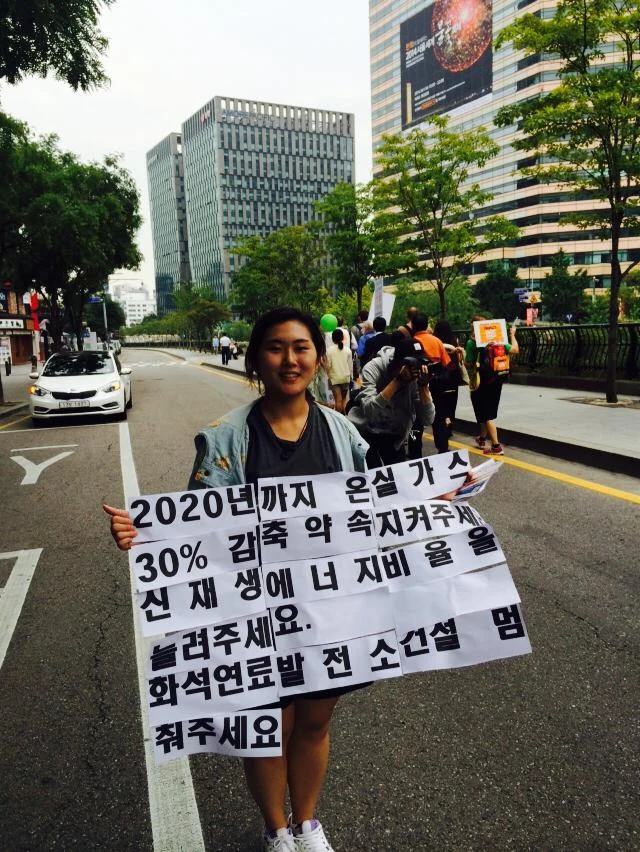 2020년까지 온실가스
30% 감축 약속 지켜주세요
신재생에너지비율을
늘려주세요.
화석연료발전소건설 멈
춰주세요